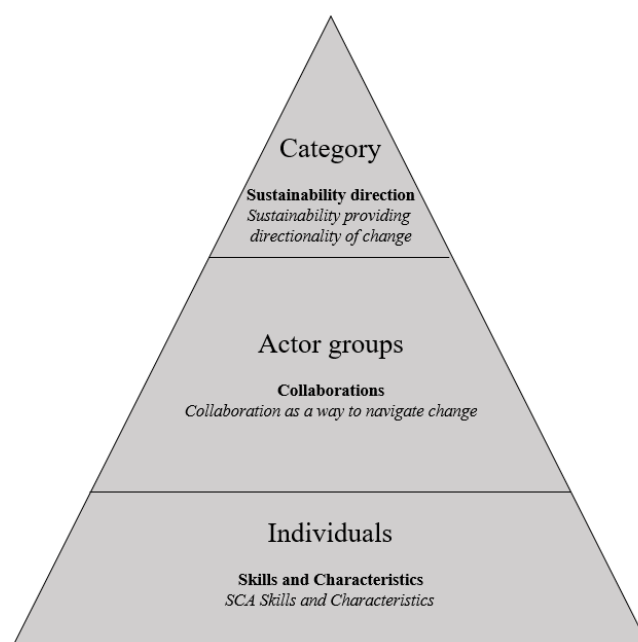 Category
Sustainability direction
Sustainability providing
directionality of change
Actor groups
Collaborations
Collaboration as a way to navigate change
Individuals
Skills and Characteristics
SCA Skills and Characteristics